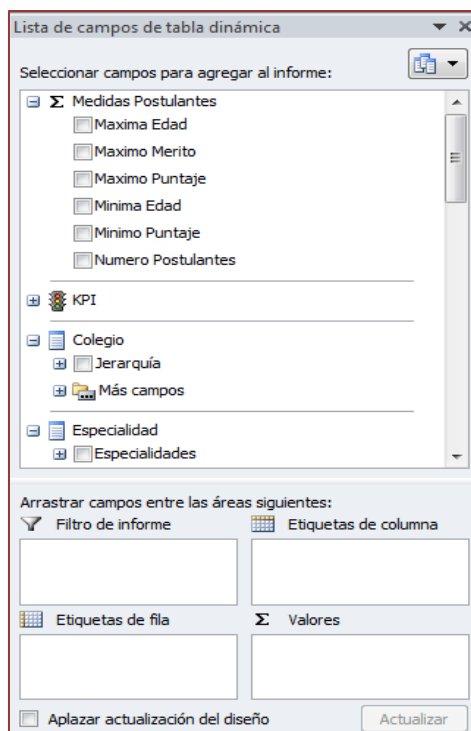 Lista de campos de tabla dinámica
Seleccionar campos para agregar al informe:
Σ Medidas Postulantes
Maxima Edad
Maximo Merito
Maximo Puntaje
Minima Edad
Minimo Puntaje
Numero Postulantes
KPI
Colegio
Jerarquía
Más campos
Especialidad
Especialidades
Arrastrar campos entre las áreas siguientes:
Filtro de informe
Etiquetas de columna
Etiquetas de fila
Σ Valores
Aplazar actualización del diseño
Actualizar